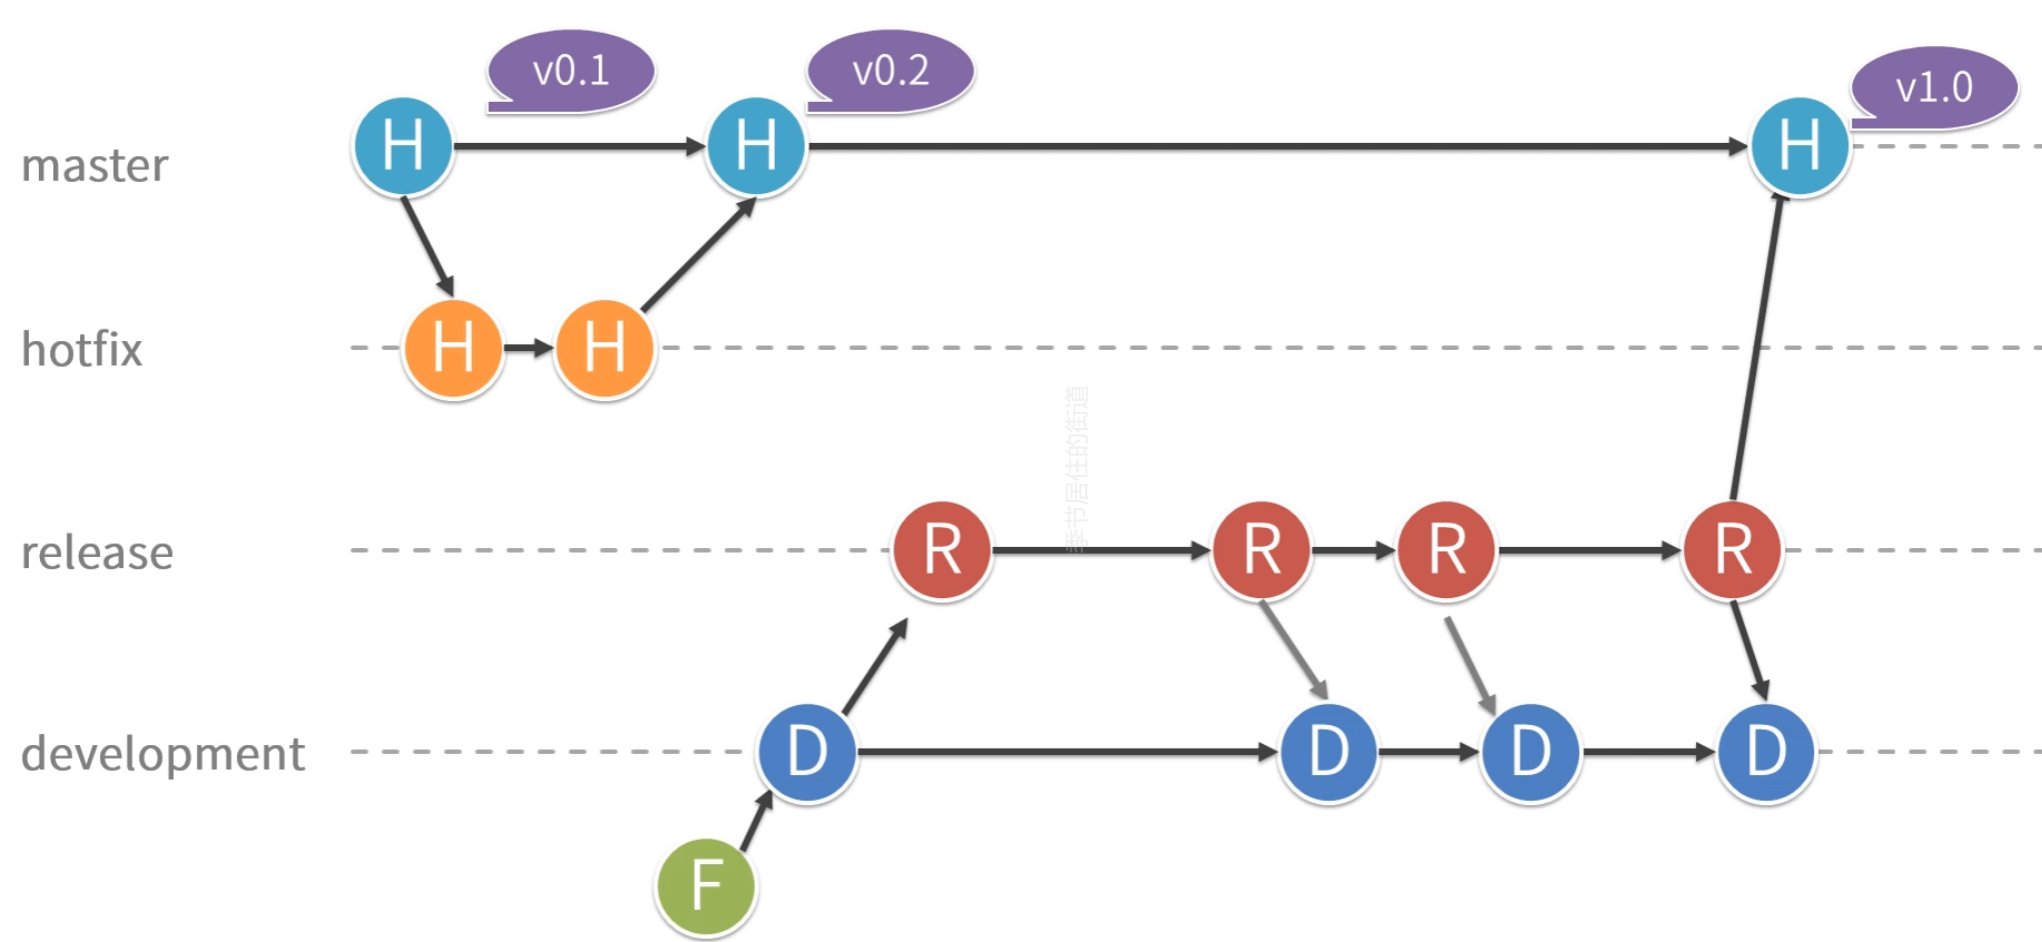 v0.1
v0.2
v1.0
master
H
H
H
hotfix
H
H
季节居住的街道
release
R
R
R
R
development
D
D
D
D
F